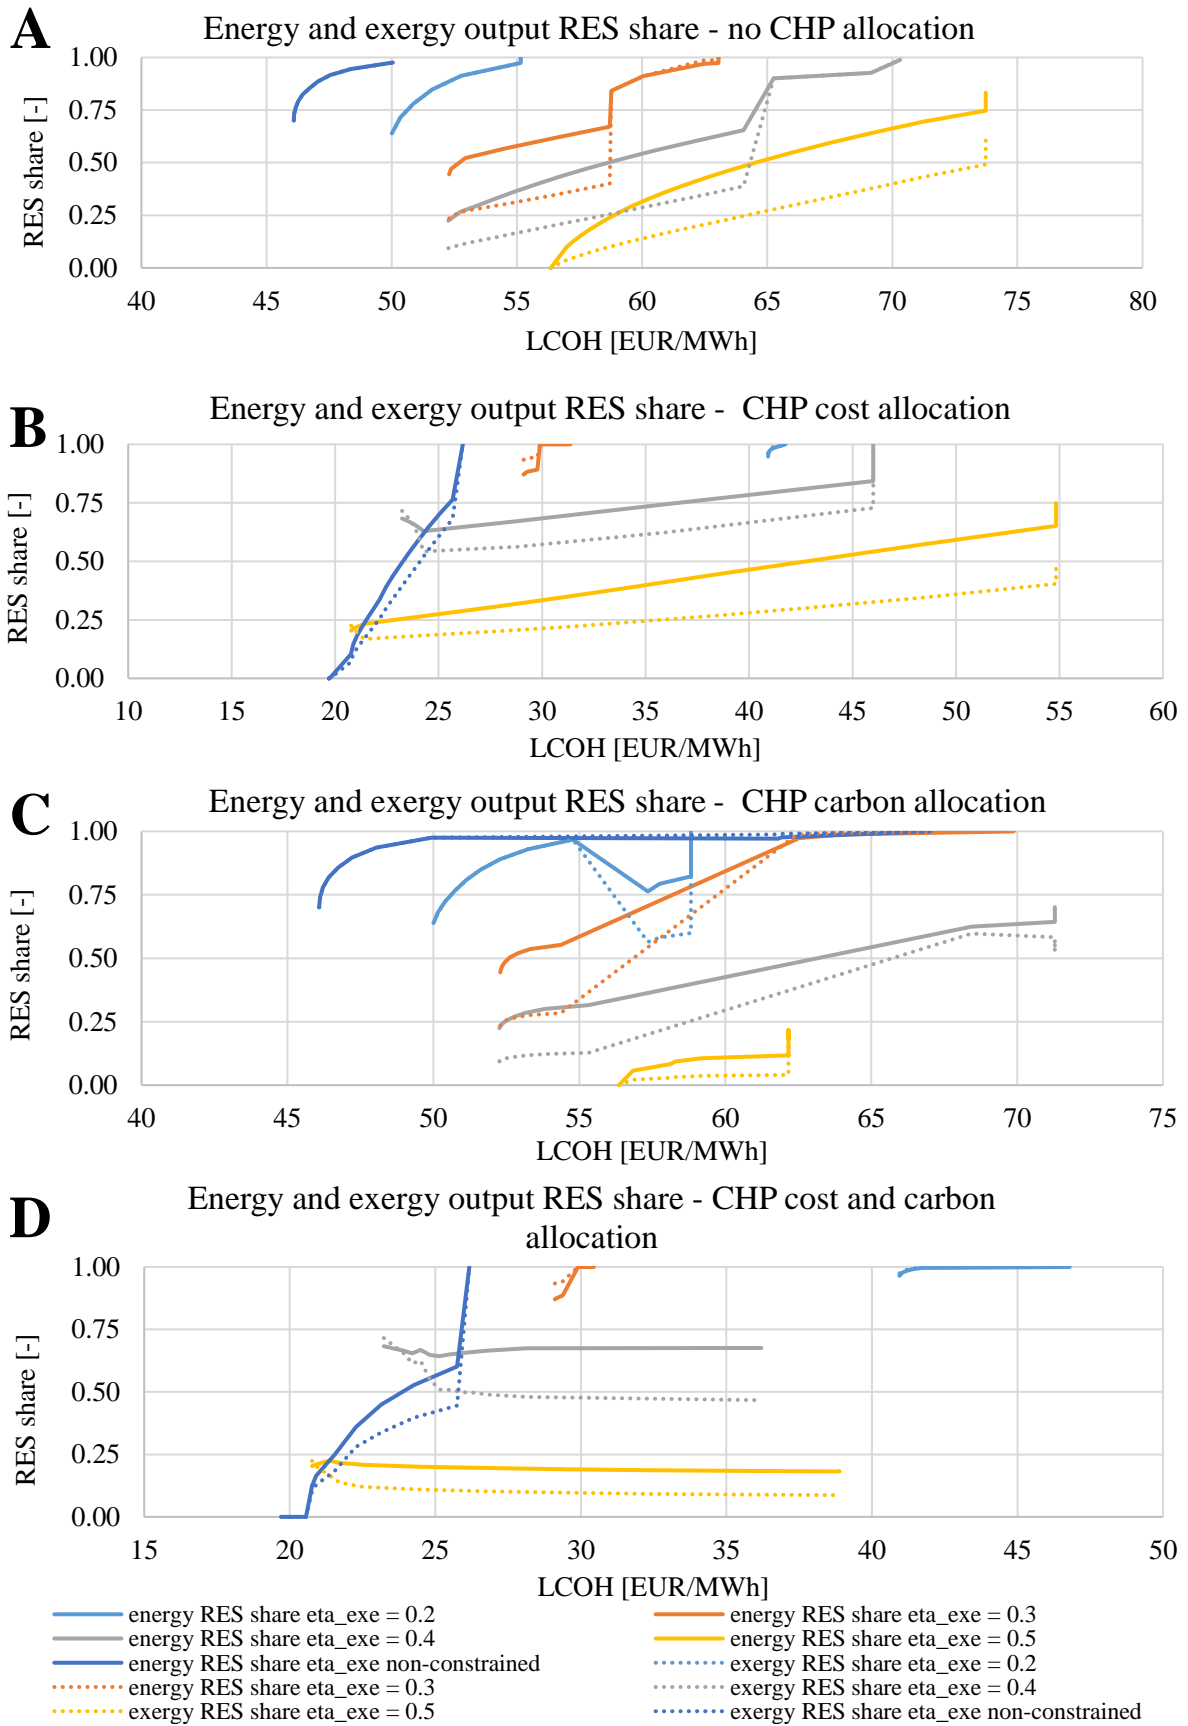 A
Energy and exergy output RES share - no CHP allocation
RES share [-]
1.00
0.75
0.50
0.25
0.00
40 45 50 55 60 65 70 75 80
LCOH [EUR/MWh]
B
Energy and exergy output RES share - CHP cost allocation
RES share [-]
1.00
0.75
0.50
0.25
0.00
10 15 20 25 30 35 40 45 50 55 60
LCOH [EUR/MWh]
C
Energy and exergy output RES share - CHP carbon allocation
RES share [-]
1.00
0.75
0.50
0.25
0.00
40 45 50 55 60 65 70 75
LCOH [EUR/MWh]
D
Energy and exergy output RES share - CHP cost and carbon
allocation
RES share [-]
1.00
0.75
0.50
0.25
0.00
15 20 25 30 35 40 45 50
LCOH [EUR/MWh]
energy RES share eta_exe = 0.2
energy RES share eta_exe = 0.3
energy RES share eta_exe = 0.4
energy RES share eta_exe = 0.5
energy RES share eta_exe non-constrained
exergy RES share eta_exe = 0.2
energy RES share eta_exe = 0.3
exergy RES share eta_exe = 0.4
exergy RES share eta_exe = 0.5
exergy RES share eta_exe non-constrained